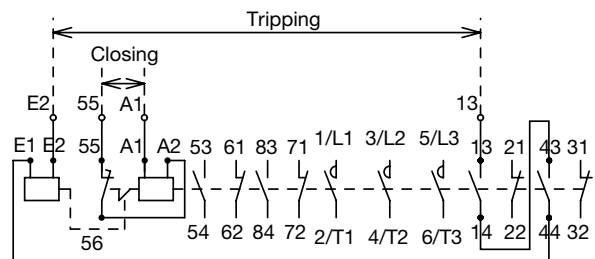 Tripping
Closing
E2 55 A1 13
E1 E2 55 A1 A2 53 61 83 71 1/L1 3/L2 5/L3 13 21 43 31
54 62 84 72 2/T1 4/T2 6/T3 14 22 44 32
56